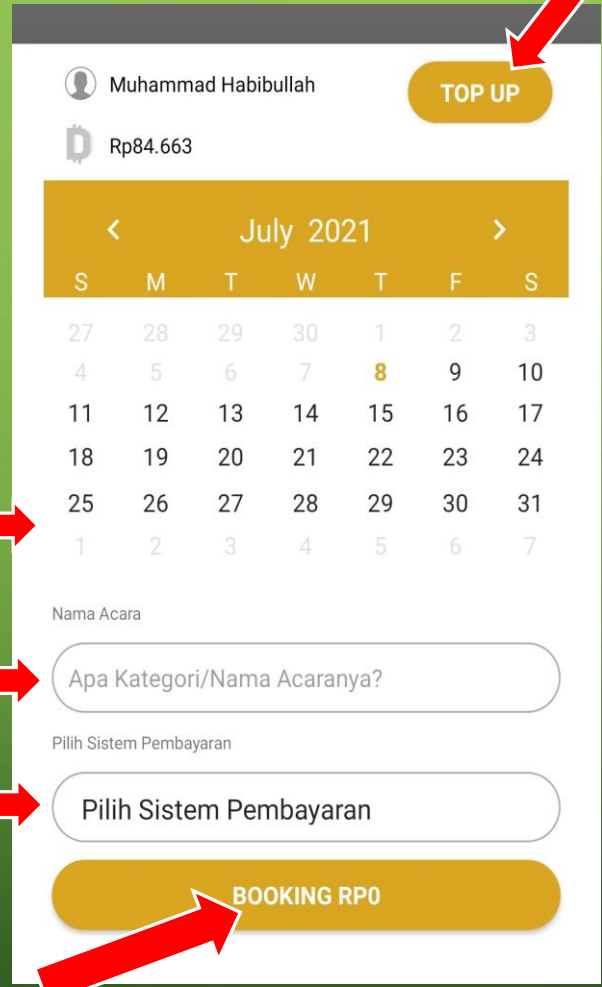 Muhammad Habibullah
TOP UP
Rp84.663
< July 2021 >
S M T W T F S
27 28 29 30 1 2 3
4 5 6 7 8 9 10
11 12 13 14 15 16 17
18 19 20 21 22 23 24
25 26 27 28 29 30 31
1 2 3 4 5 6 7
Nama Acara
Apa Kategori/Nama Acaranya?
Pilih Sistem Pembayaran
Pilih Sistem Pembayaran
BOOKING RP0